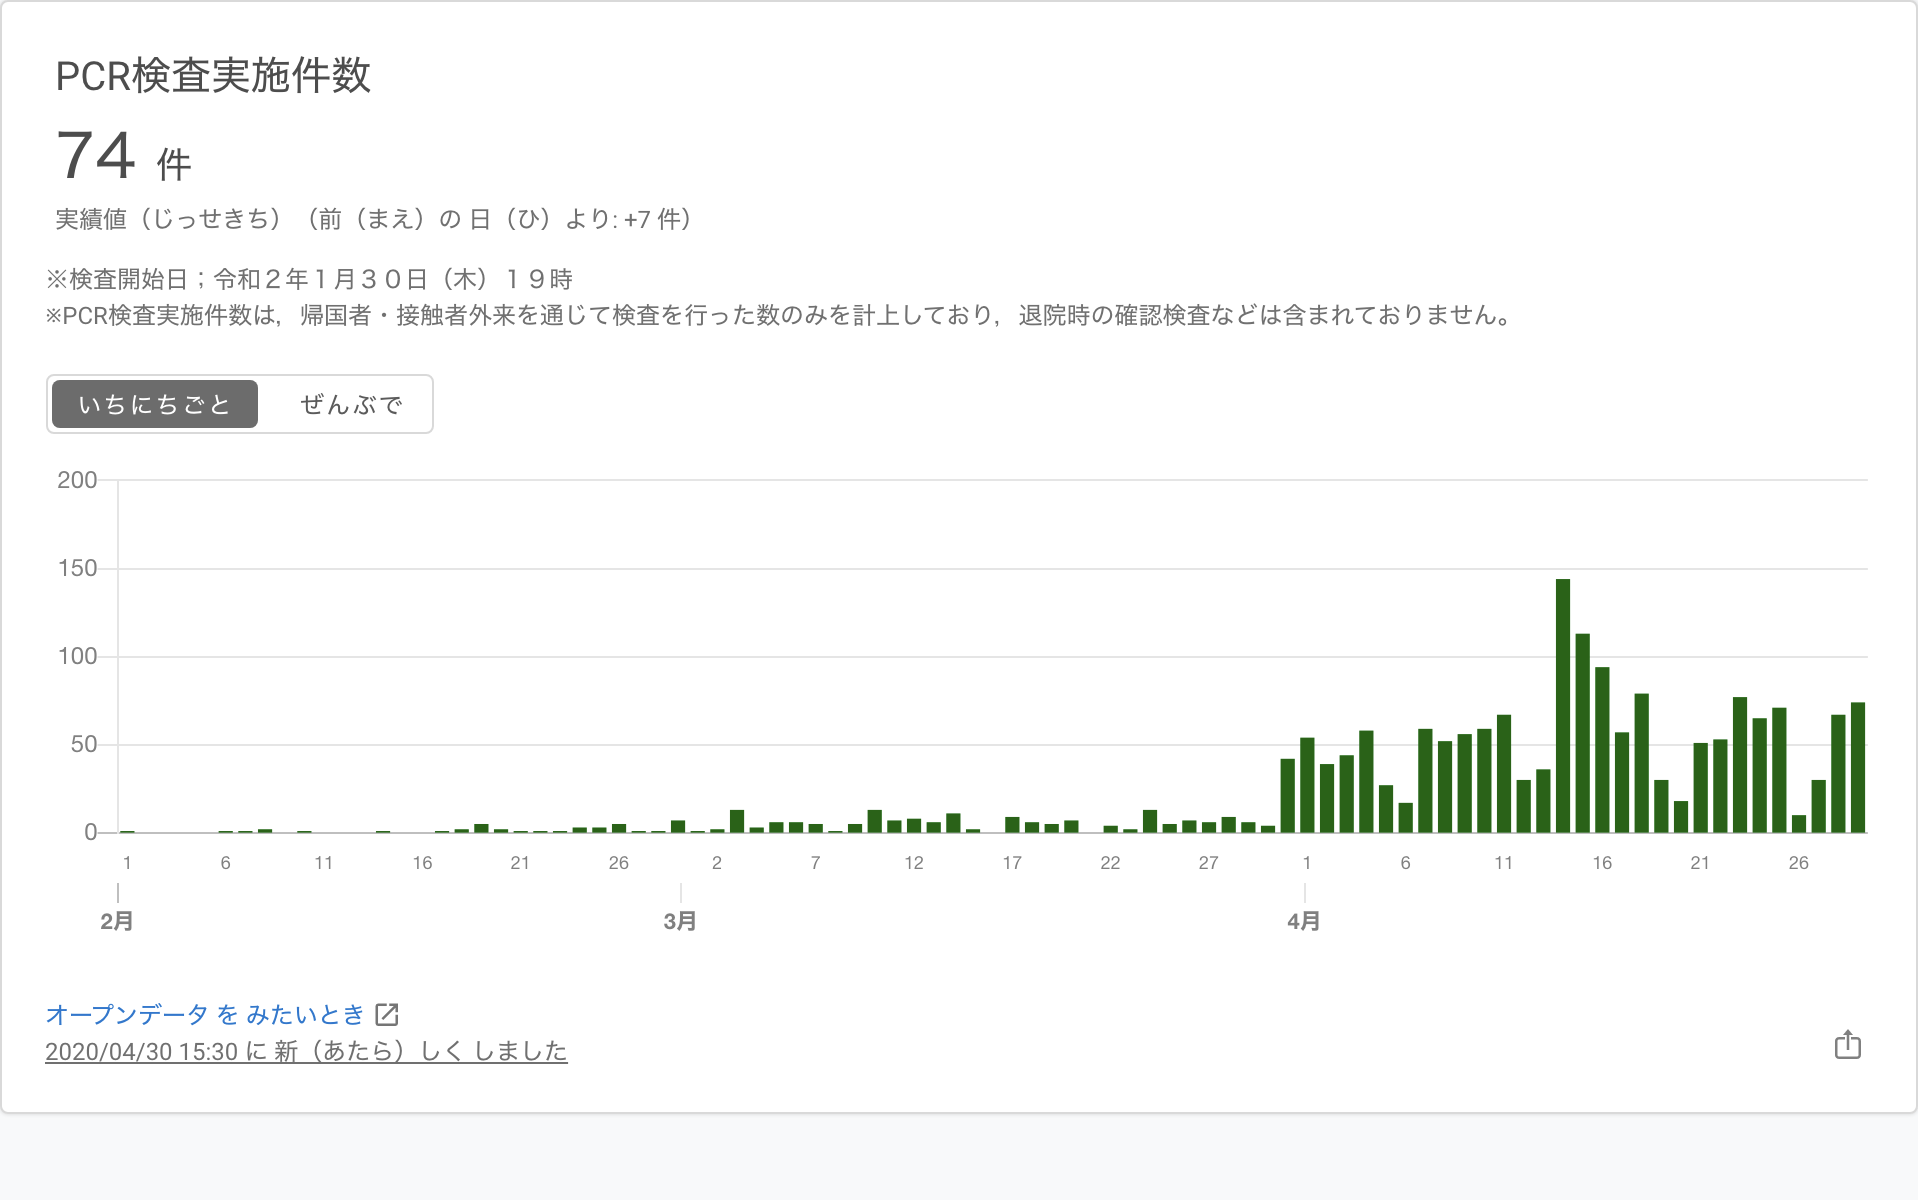 PCR検査実施件数
74 件
実績値（じっせきち）（前（まえ）の 日（ひ）より: +7 件）
※検査開始日；令和２年１月３０日（木）１９時
※PCR検査実施件数は，帰国者・接触者外来を通じて検査を行った数のみを計上しており，退院時の確認検査などは含まれておりません。
いちにちごと ぜんぶで
200
150
100
50
0
1 6 11 16 21 26 2 7 12 17 22 27 1 6 11 16 21 26
2月 3月 4月
オープンデータ を みたいとき
2020/04/30 15:30 に 新（あたら）しく しました